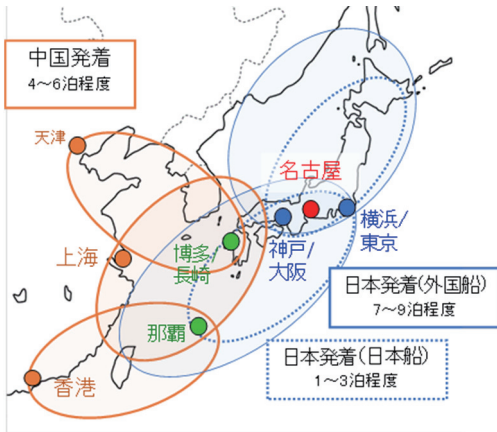 中国発着
4～6泊程度
天津
名古屋
上海
博多/
長崎
神戸/
大阪
横浜/
東京
日本発着(外国船)
7～9泊程度
那覇
日本発着(日本船)
1～3泊程度
香港